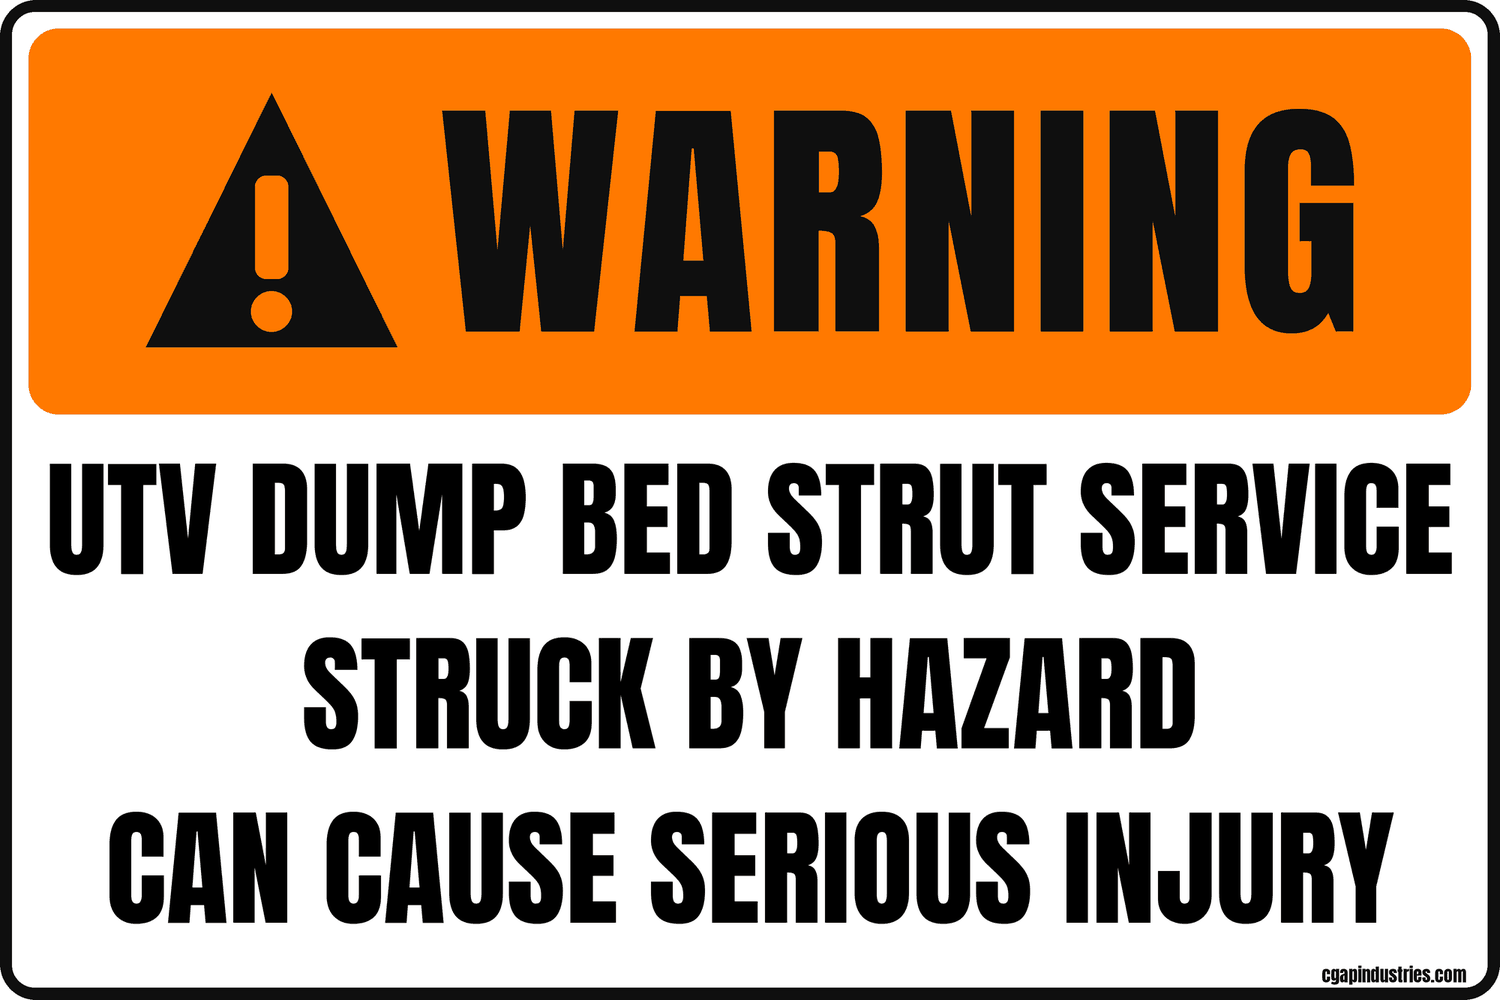 WARNING
UTV DUMP BED STRUT SERVICE
STRUCK BY HAZARD
CAN CAUSE SERIOUS INJURY
cgapindustries.com